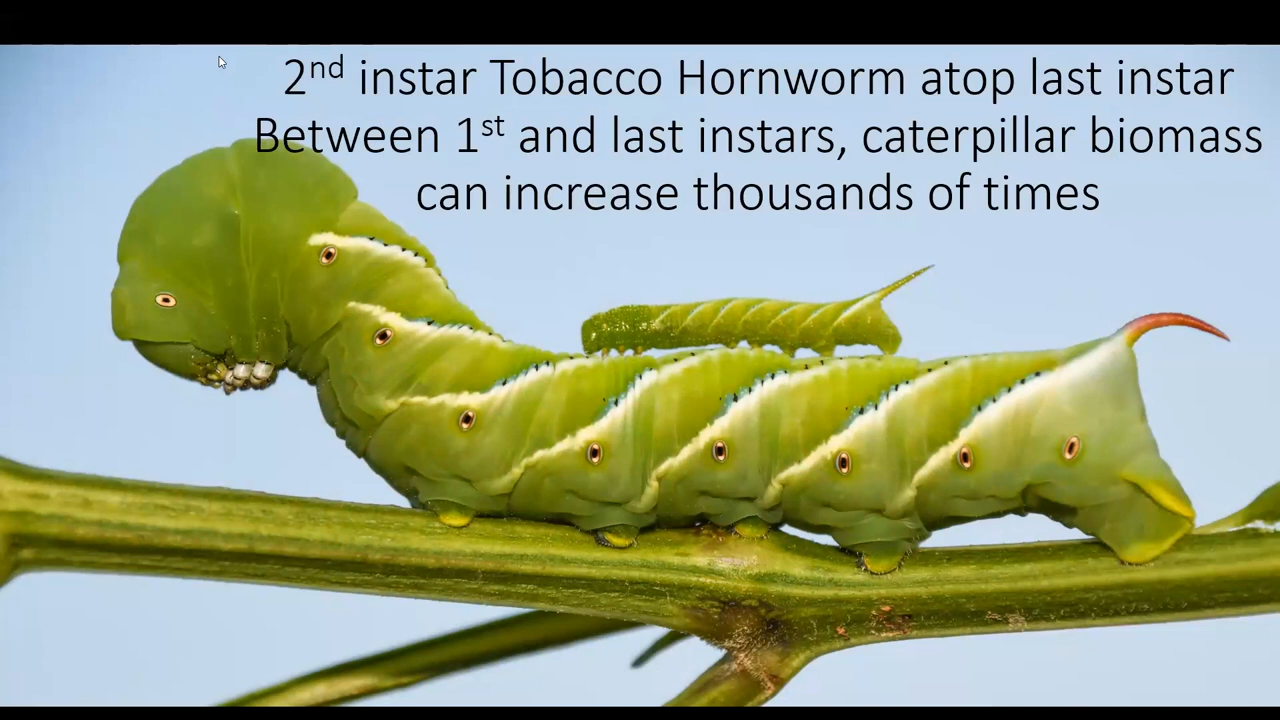 2nd instar Tobacco Hornworm atop last instar
Between 1st and last instars, caterpillar biomass
can increase thousands of times